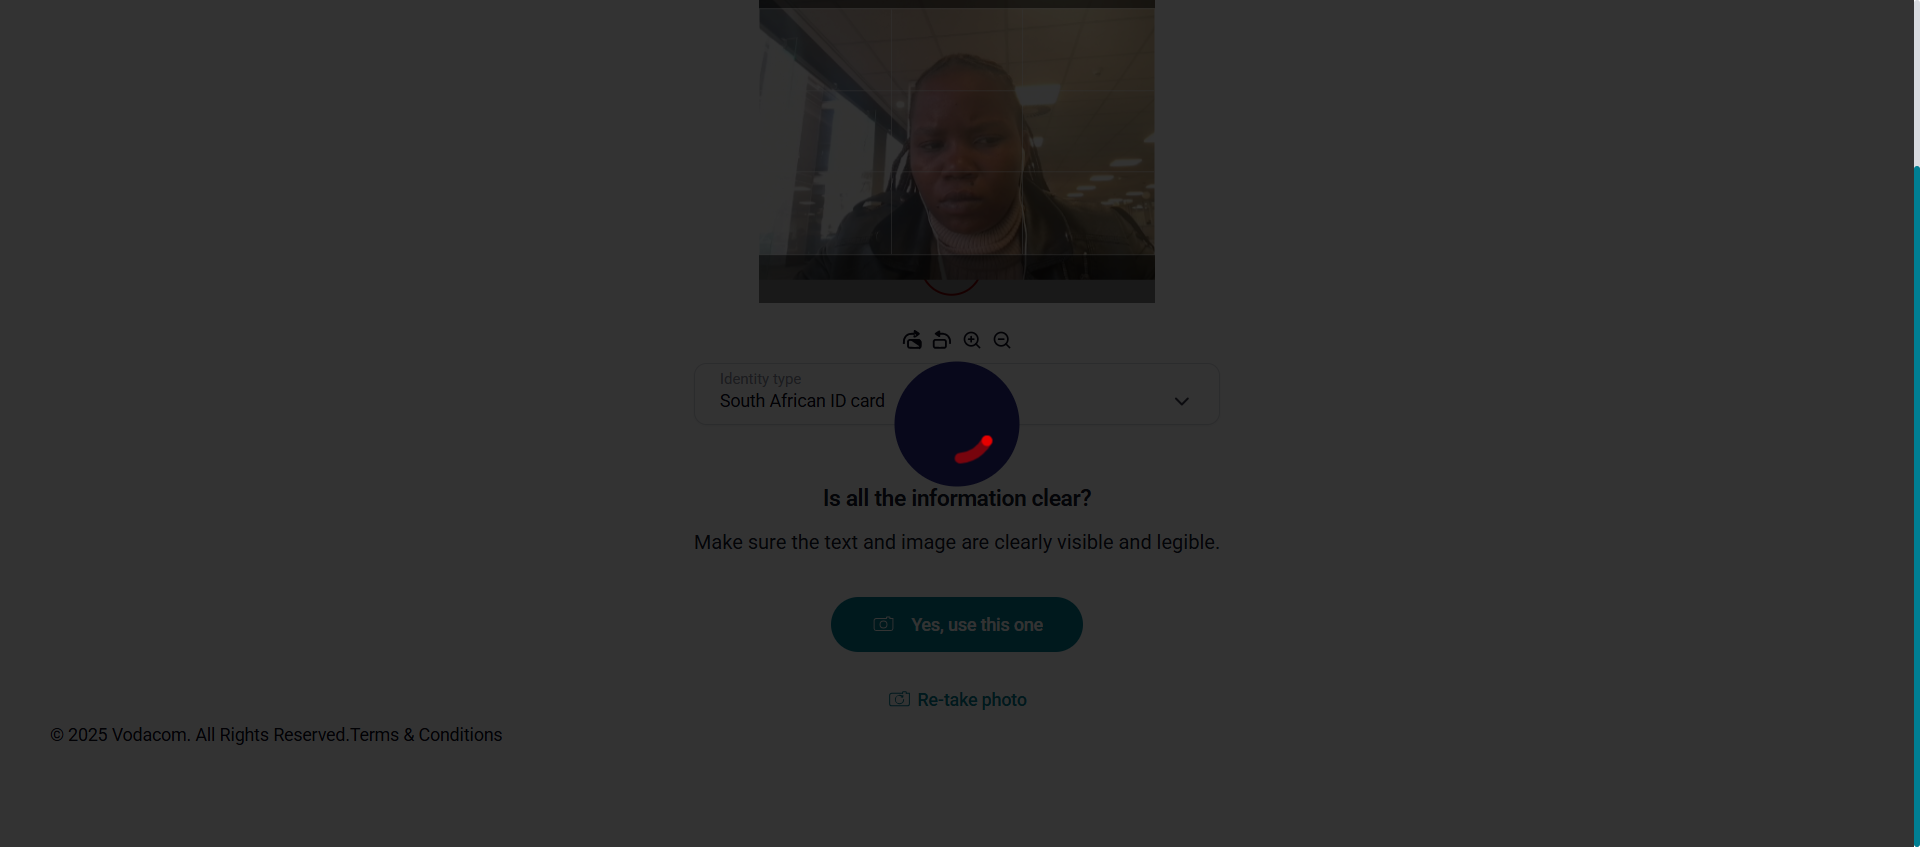 Identity type
South African ID card
Is all the information clear?
Make sure the text and image are clearly visible and legible.
Yes, use this one
Re-take photo
© 2025 Vodacom. All Rights Reserved.Terms & Conditions